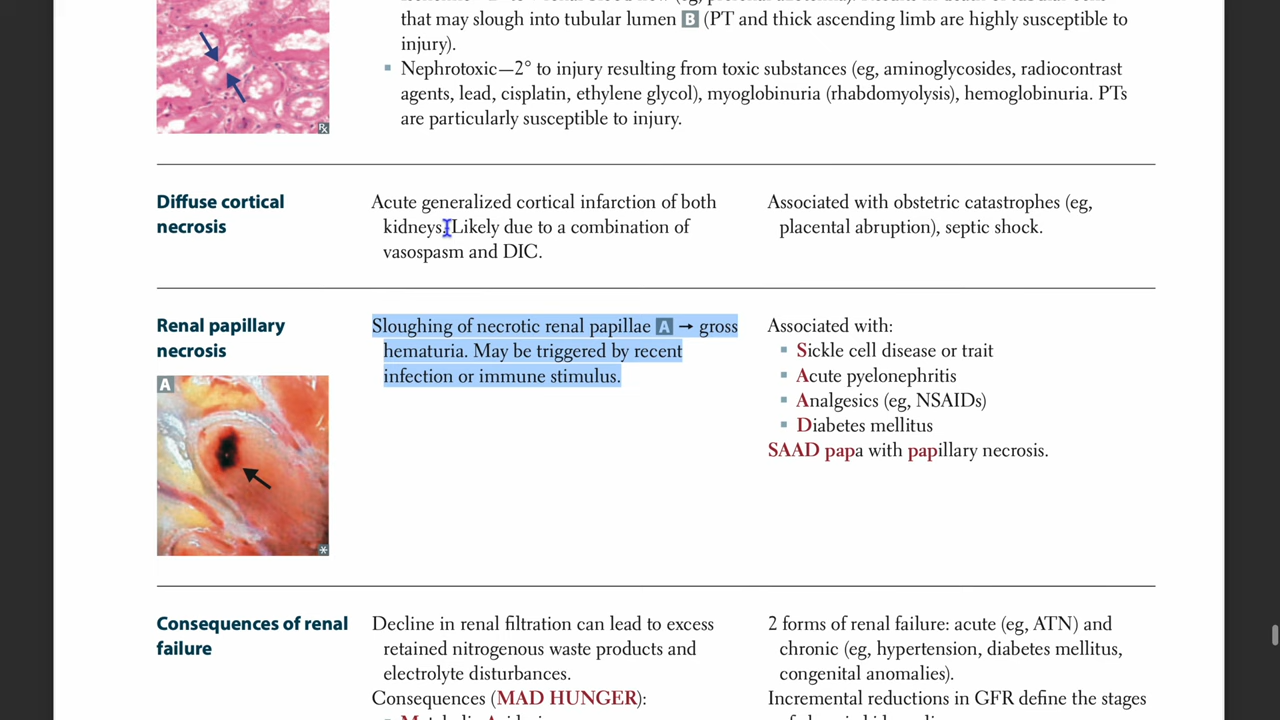 that may slough into tubular lumen B (PT and thick ascending limb are highly susceptible to
injury).
Nephrotoxic—2° to injury resulting from toxic substances (eg, aminoglycosides, radiocontrast
agents, lead, cisplatin, ethylene glycol), myoglobinuria (rhabdomyolysis), hemoglobinuria. PTs
are particularly susceptible to injury.
Diffuse cortical
necrosis
Acute generalized cortical infarction of both
kidneys. Likely due to a combination of
vasospasm and DIC.
Associated with obstetric catastrophes (eg,
placental abruption), septic shock.
Renal papillary
necrosis
A
Sloughing of necrotic renal papillae A → gross
hematuria. May be triggered by recent
infection or immune stimulus.
Associated with:
Sickle cell disease or trait
Acute pyelonephritis
Analgesics (eg, NSAIDs)
Diabetes mellitus
SAAD papa with papillary necrosis.
Consequences of renal
failure
Decline in renal filtration can lead to excess
retained nitrogenous waste products and
electrolyte disturbances.
Consequences (MAD HUNGER):
2 forms of renal failure: acute (eg, ATN) and
chronic (eg, hypertension, diabetes mellitus,
congenital anomalies).
Incremental reductions in GFR define the stages